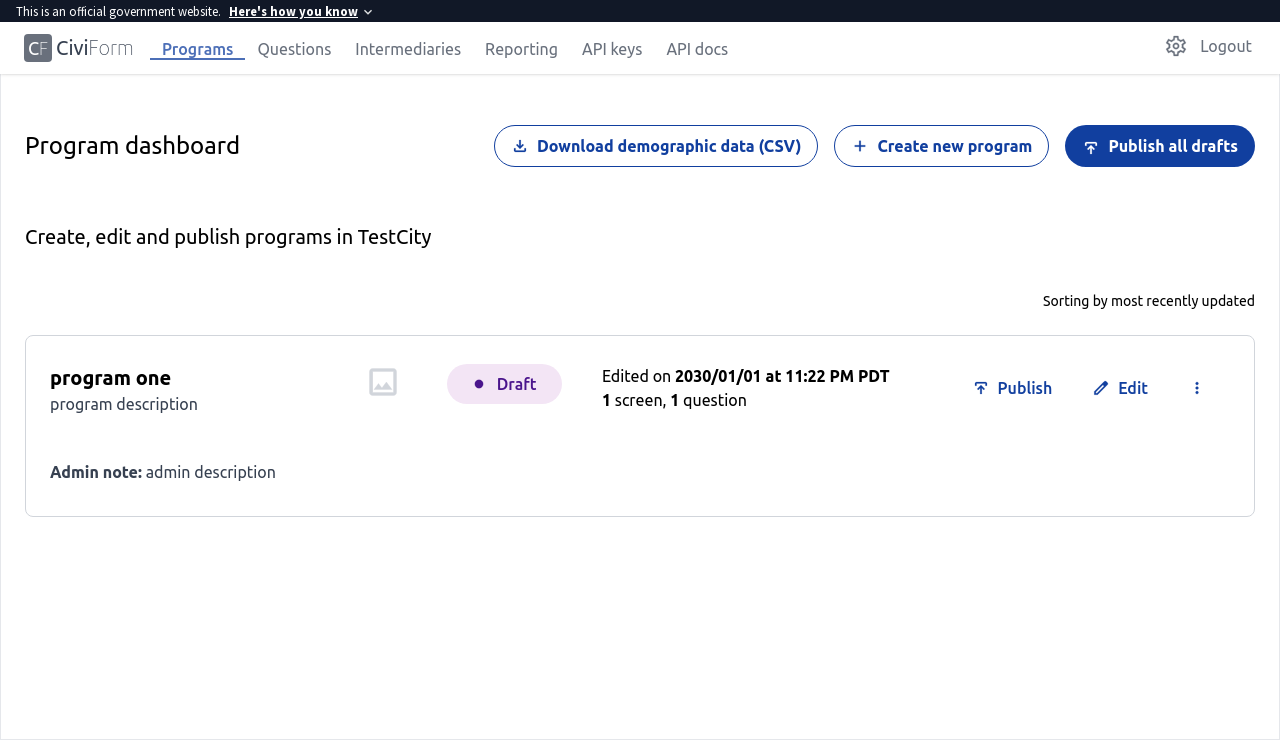 This is an official government website. Here's how you know
CF CiviForm Programs Questions Intermediaries Reporting API keys API docs Logout
Program dashboard Download demographic data (CSV) Create new program Publish all drafts
Create, edit and publish programs in TestCity
Sorting by most recently updated
program one
program description
Draft
Edited on 2030/01/01 at 11:22 PM PDT
1 screen, 1 question
Publish Edit
Admin note: admin description